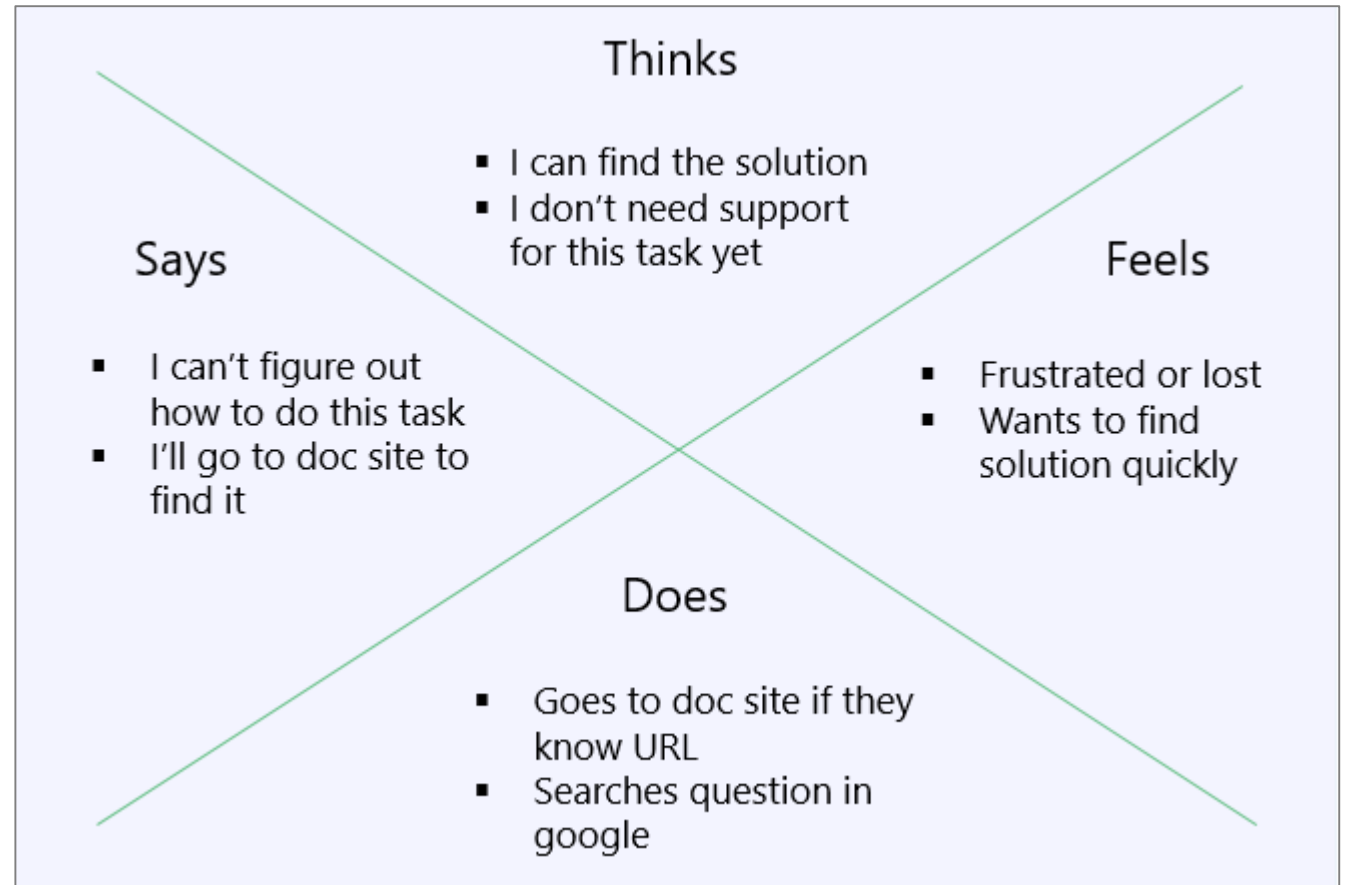 Thinks
▪ I can find the solution
▪ I don't need support
for this task yet
Says
▪ I can't figure out
how to do this task
▪ I'll go to doc site to
find it
Feels
▪ Frustrated or lost
▪ Wants to find
solution quickly
Does
▪ Goes to doc site if they
know URL
▪ Searches question in
google